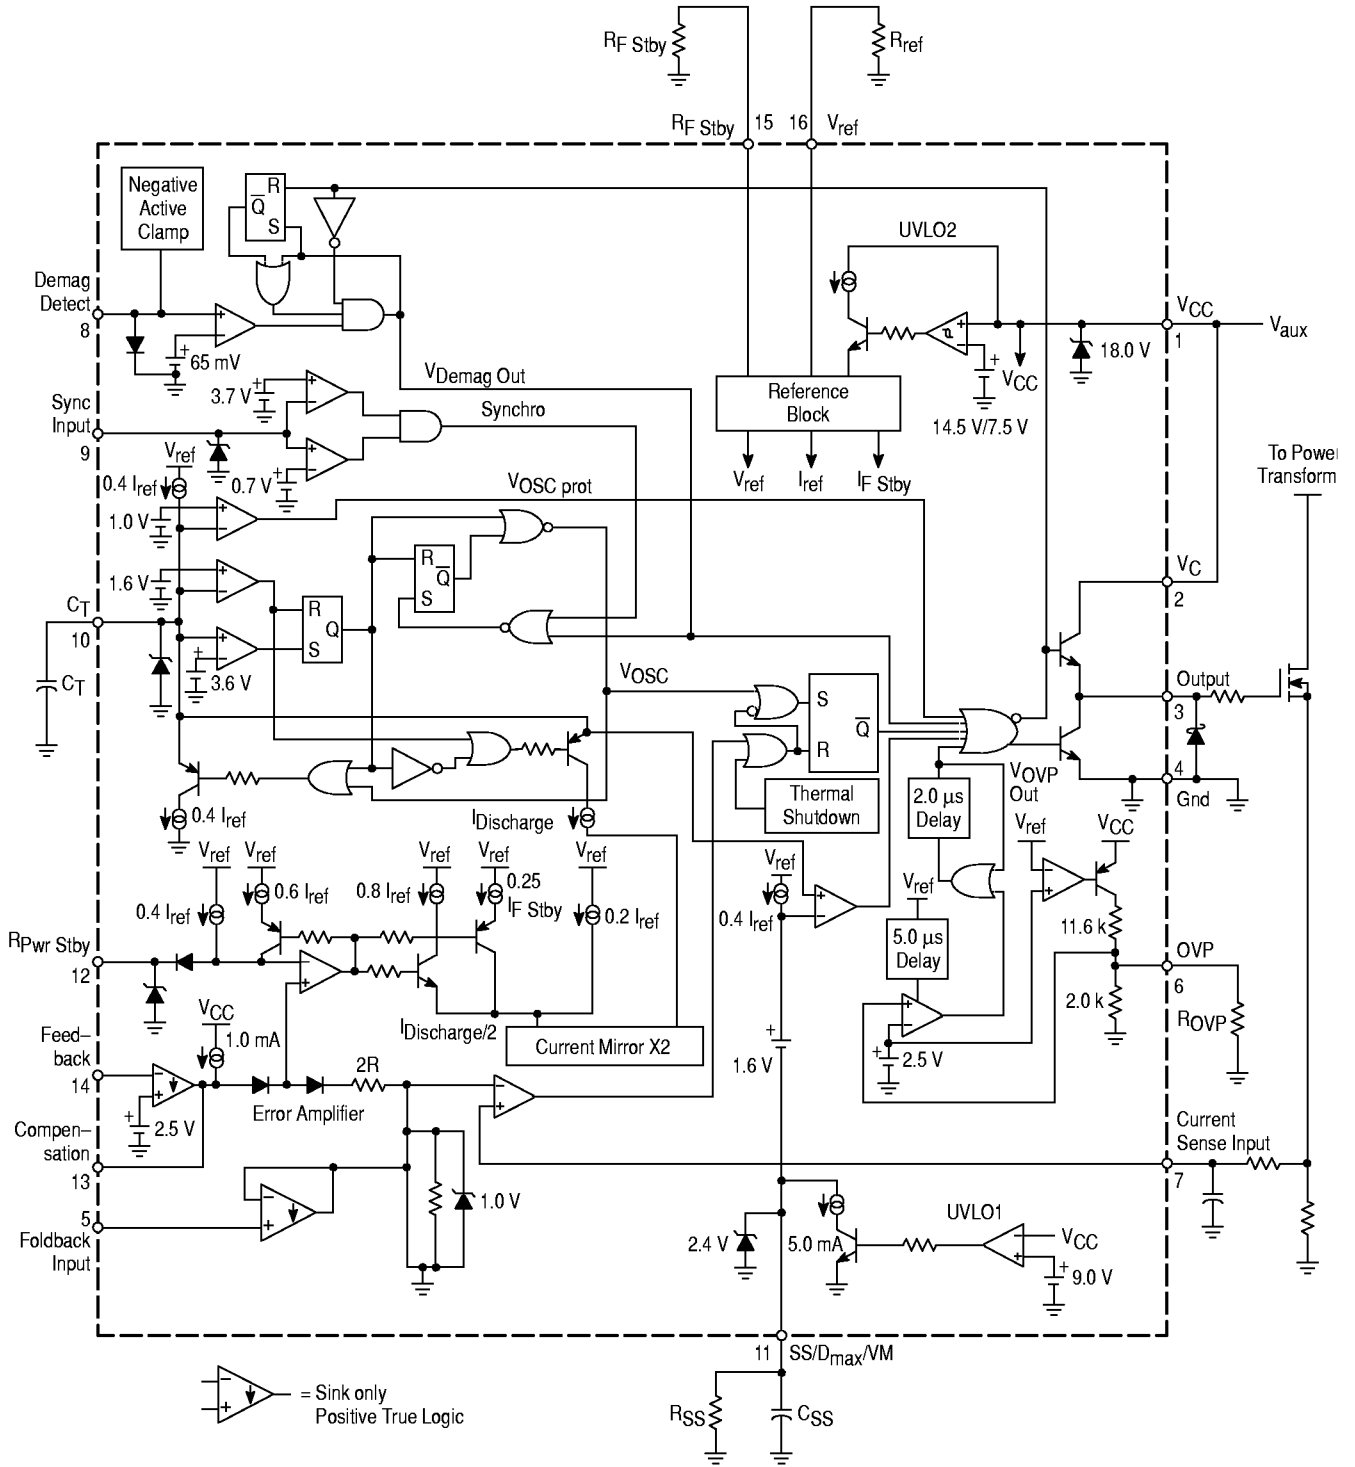 RF Stby
Rref
RF Stby 15
16 Vref
Negative
Active
Clamp
R
Q
S
UVLO2
Demag
Detect
8
65 mV
VCC
1
Vaux
18.0 V
VCC
14.5 V/7.5 V
Reference
Block
Vref
Iref
IF Stby
3.7 V
VDemag Out
Synchro
Sync
Input
9
Vref
0.4 Iref
0.7 V
VOSC prot
1.0 V
To Power
Transform
R
Q
S
1.6 V
VC
2
CT
10
R
Q
S
3.6 V
CT
VOSC
S
Q
R
Output
3
4
Gnd
VOVP
Out
Thermal
Shutdown
2.0 μs
Delay
0.4 Iref
IDischarge
Vref
Vref
Vref
Vref
Vref
Vref
Vref
Vref
VCC
0.4 Iref
0.6 Iref
0.8 Iref
0.25
IF Stby
0.2 Iref
0.4 Iref
5.0 μs
Delay
11.6 k
RPwr Stby
12
OVP
6
2.0 k
ROVP
VCC
1.0 mA
IDischarge/2
Current Mirror X2
1.6 V
2.5 V
Feed–
back
14
2R
Error Amplifier
2.5 V
Compen–
sation
13
Current
Sense Input
7
5
Foldback
Input
1.0 V
2.4 V
5.0 mA
UVLO1
VCC
9.0 V
11 SS/Dmax/VM
RSS
CSS
= Sink only
Positive True Logic